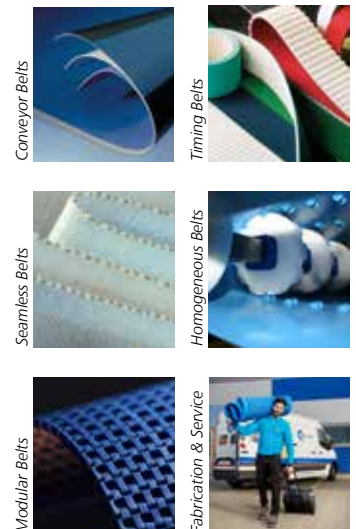 Conveyor Belts
Timing Belts
Seamless Belts
Homogeneous Belts
Modular Belts
Fabrication & Service